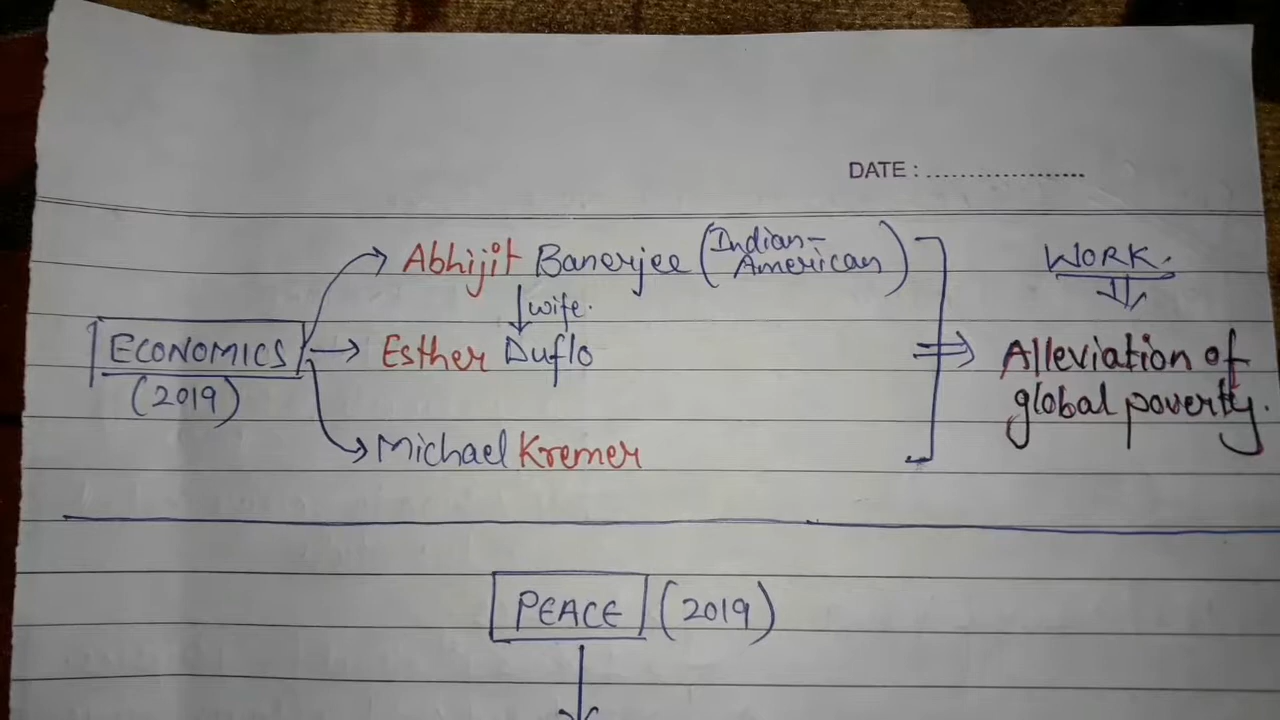 DATE : ...................
Abhijit Banerjee (Indian-American)
wife.
ECONOMICS
(2019)
Esther Duflo
Michael Kremer
WORK.
Alleviation of
global poverty.
PEACE (2019)